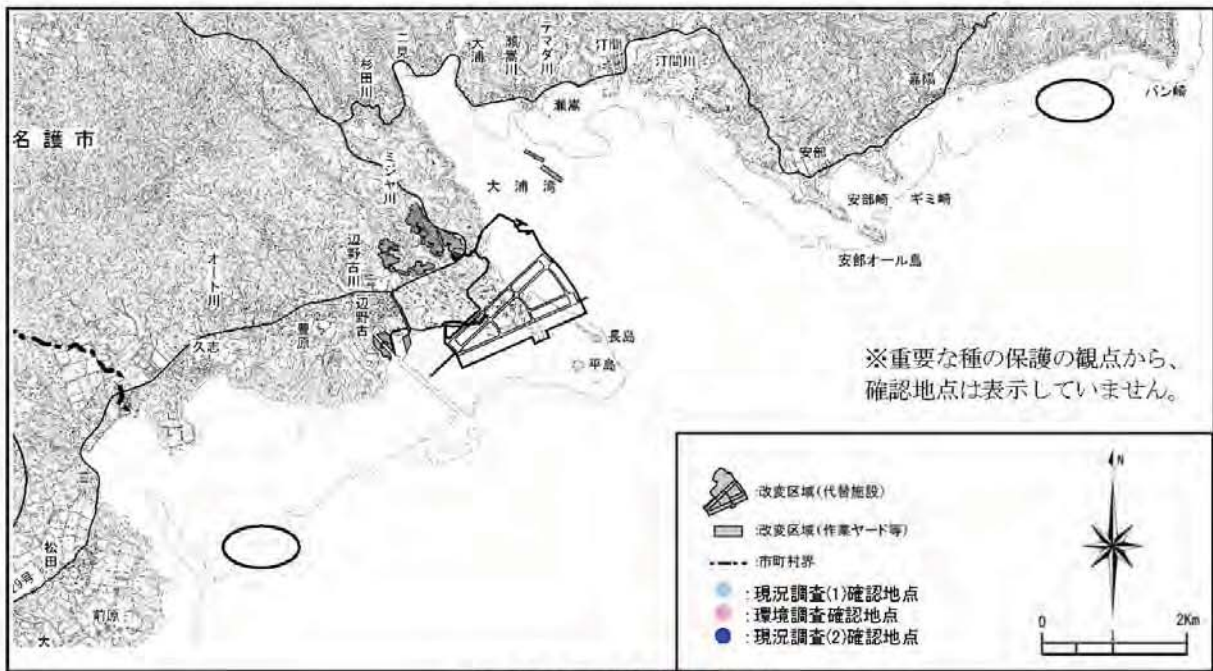 名護市
杉田川
二見
大浦
瀬嵩川
テマダ川
汀間
汀間川
嘉陽
バン崎
瀬嵩
大浦湾
安部
安部崎
ギミ崎
安部オール島
ミジャ川
辺野古川
辺野古
オート川
豊原
久志
長島
平島
※重要な種の保護の観点から、
確認地点は表示していません。
松田
29号
前原
大
:改変区域(代替施設)
:改変区域(作業ヤード等)
:市町村界
:現況調査(1)確認地点
:環境調査確認地点
:現況調査(2)確認地点
N
0 2Km